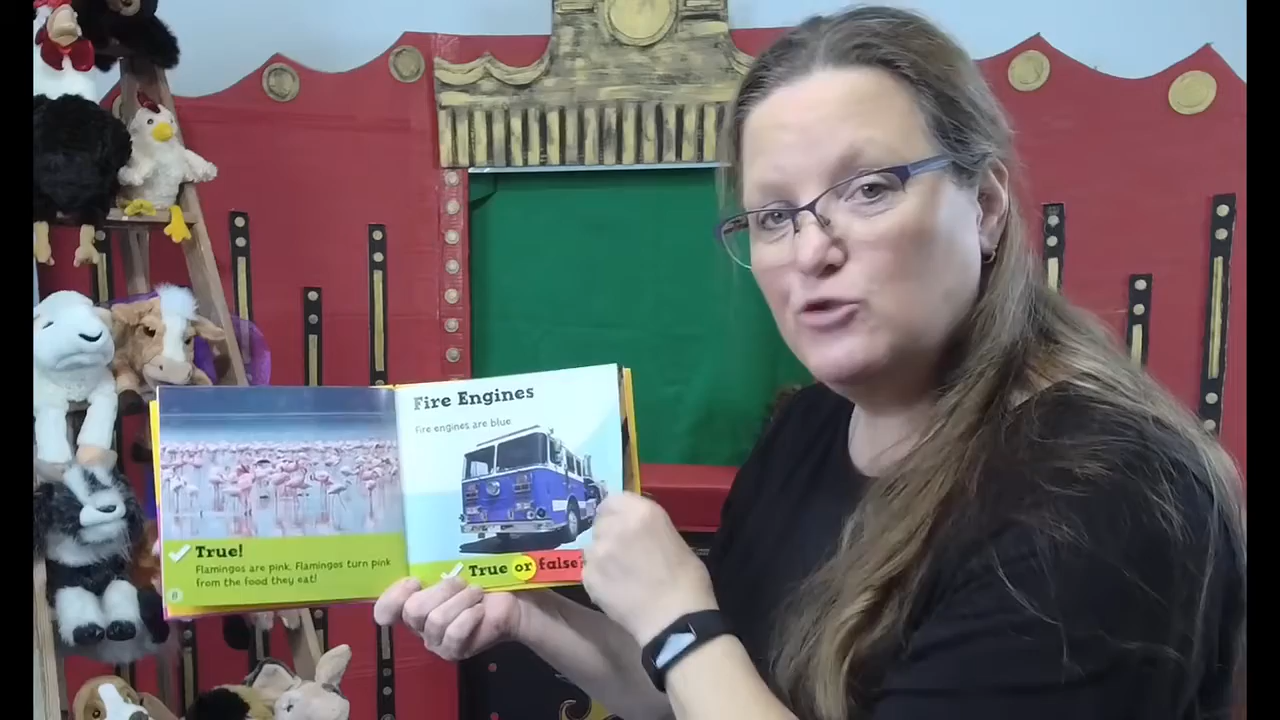 True!
Flamingos are pink. Flamingos turn pink
from the food they eat!
8
Fire Engines
Fire engines are blue.
True or false?